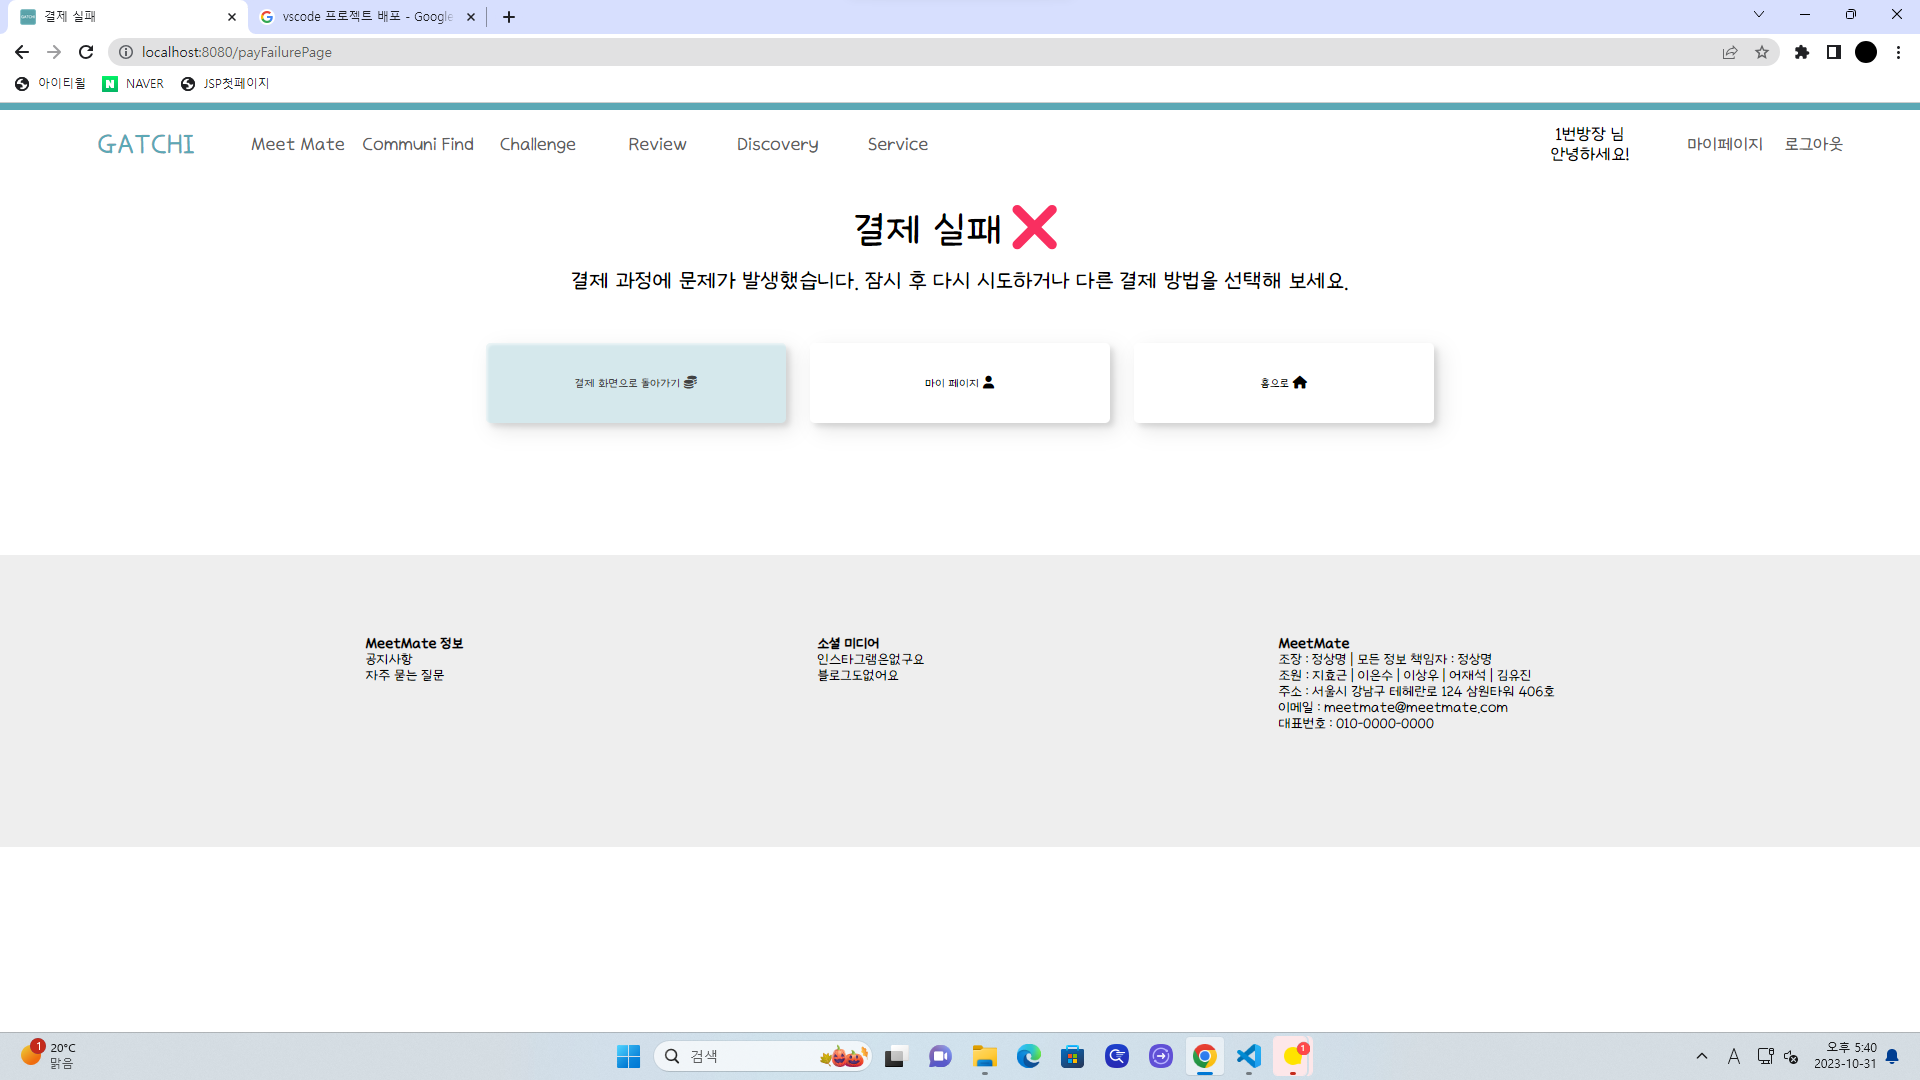 결제 실패
vscode 프로젝트 배포 - Google
localhost:8080/payFailurePage
아이티윌
NAVER
JSP첫페이지
GATCHI
Meet Mate
Communi Find
Challenge
Review
Discovery
Service
1번방장 님
안녕하세요!
마이페이지
로그아웃
결제 실패 ❌
결제 과정에 문제가 발생했습니다. 잠시 후 다시 시도하거나 다른 결제 방법을 선택해 보세요.
결제 화면으로 돌아가기
마이 페이지
홈으로
MeetMate 정보
공지사항
자주 묻는 질문
소셜 미디어
인스타그램은없구요
블로그도없어요
MeetMate
조장 : 정상명 | 모든 정보 책임자 : 정상명
조원 : 지효근 | 이은수 | 이상우 | 어재석 | 김유진
주소 : 서울시 강남구 테헤란로 124 삼원타워 406호
이메일 : meetmate@meetmate.com
대표번호 : 010-0000-0000
1
20°C
맑음
검색
1
A
오후 5:40
2023-10-31